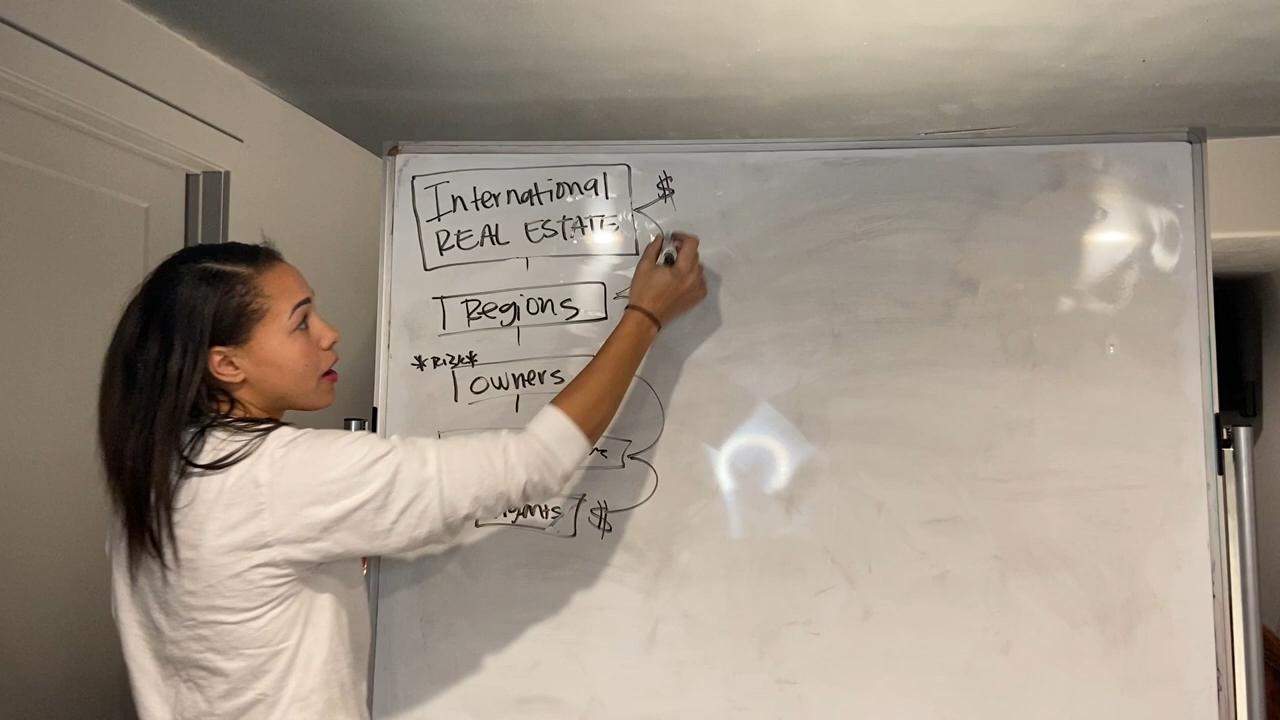 International
REAL ESTATE
$
Regions
*Risk*
owners
$